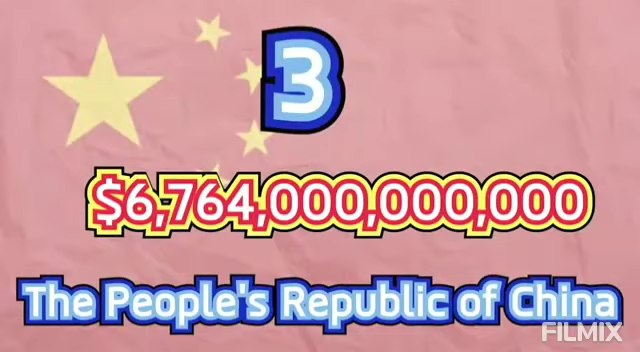 3
$6,764,000,000,000
The People's Republic of China
FILMIX